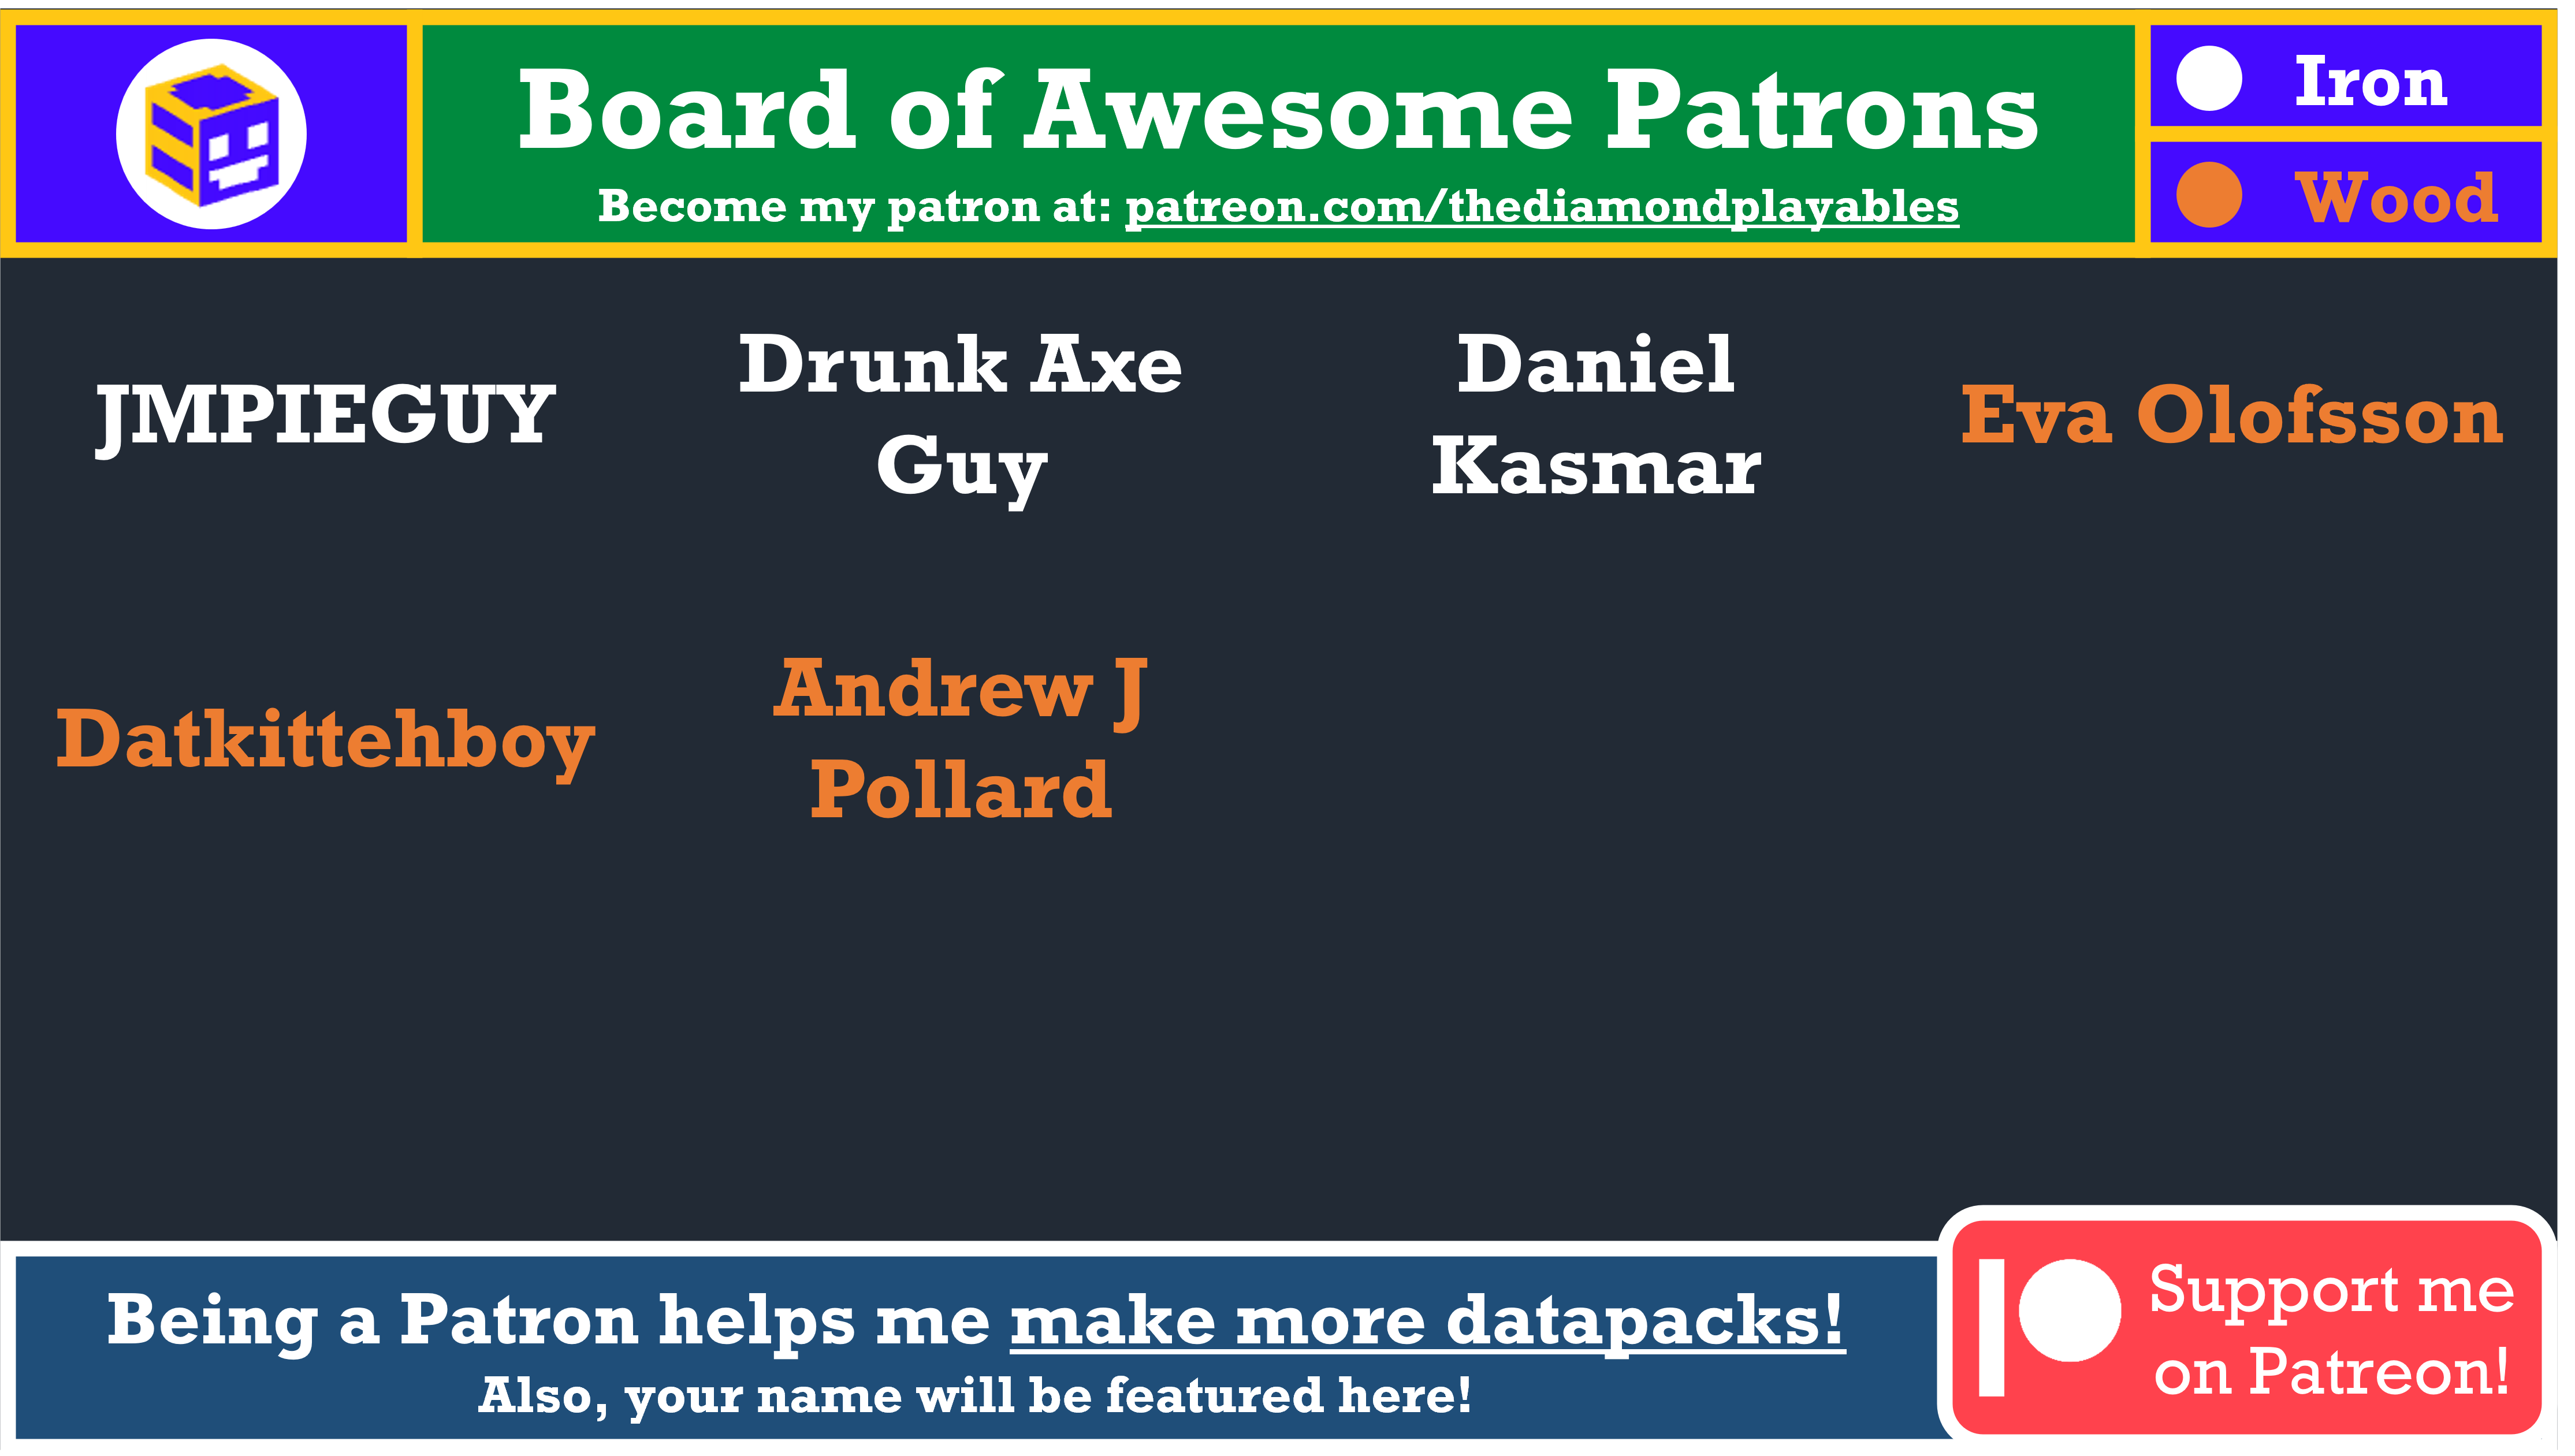 Board of Awesome Patrons
Become my patron at: patreon.com/thediamondplayables
Iron
Wood
JMPIEGUY
Drunk Axe
Guy
Daniel
Kasmar
Eva Olofsson
Datkittehboy
Andrew J
Pollard
Being a Patron helps me make more datapacks!
Also, your name will be featured here!
Support me
on Patreon!